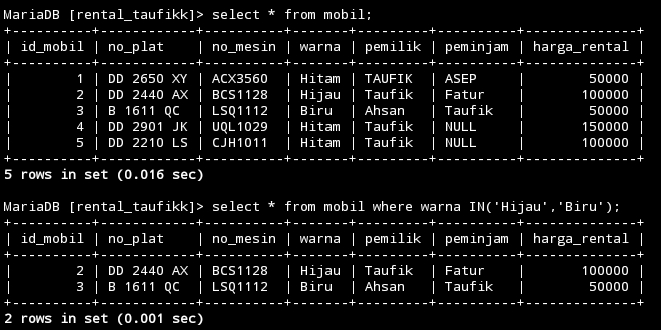 MariaDB [rental_taufikk]> select * from mobil;
+----------+------------+----------+-------+---------+----------+--------------+
| id_mobil | no_plat    | no_mesin | warna | pemilik | peminjam | harga_rental |
+----------+------------+----------+-------+---------+----------+--------------+
|        1 | DD 2650 XY | ACX3560  | Hitam | TAUFIK  | ASEP     |        50000 |
|        2 | DD 2440 AX | BCS1128  | Hijau | Taufik  | Fatur    |       100000 |
|        3 | B 1611 QC  | LSQ1112  | Biru  | Ahsan   | Taufik   |        50000 |
|        4 | DD 2901 JK | UQL1029  | Hitam | Taufik  | NULL     |       150000 |
|        5 | DD 2210 LS | CJH1011  | Hitam | Taufik  | NULL     |       100000 |
+----------+------------+----------+-------+---------+----------+--------------+
5 rows in set (0.016 sec)
MariaDB [rental_taufikk]> select * from mobil where warna IN('Hijau','Biru');
+----------+------------+----------+-------+---------+----------+--------------+
| id_mobil | no_plat    | no_mesin | warna | pemilik | peminjam | harga_rental |
+----------+------------+----------+-------+---------+----------+--------------+
|        2 | DD 2440 AX | BCS1128  | Hijau | Taufik  | Fatur    |       100000 |
|        3 | B 1611 QC  | LSQ1112  | Biru  | Ahsan   | Taufik   |        50000 |
+----------+------------+----------+-------+---------+----------+--------------+
2 rows in set (0.001 sec)